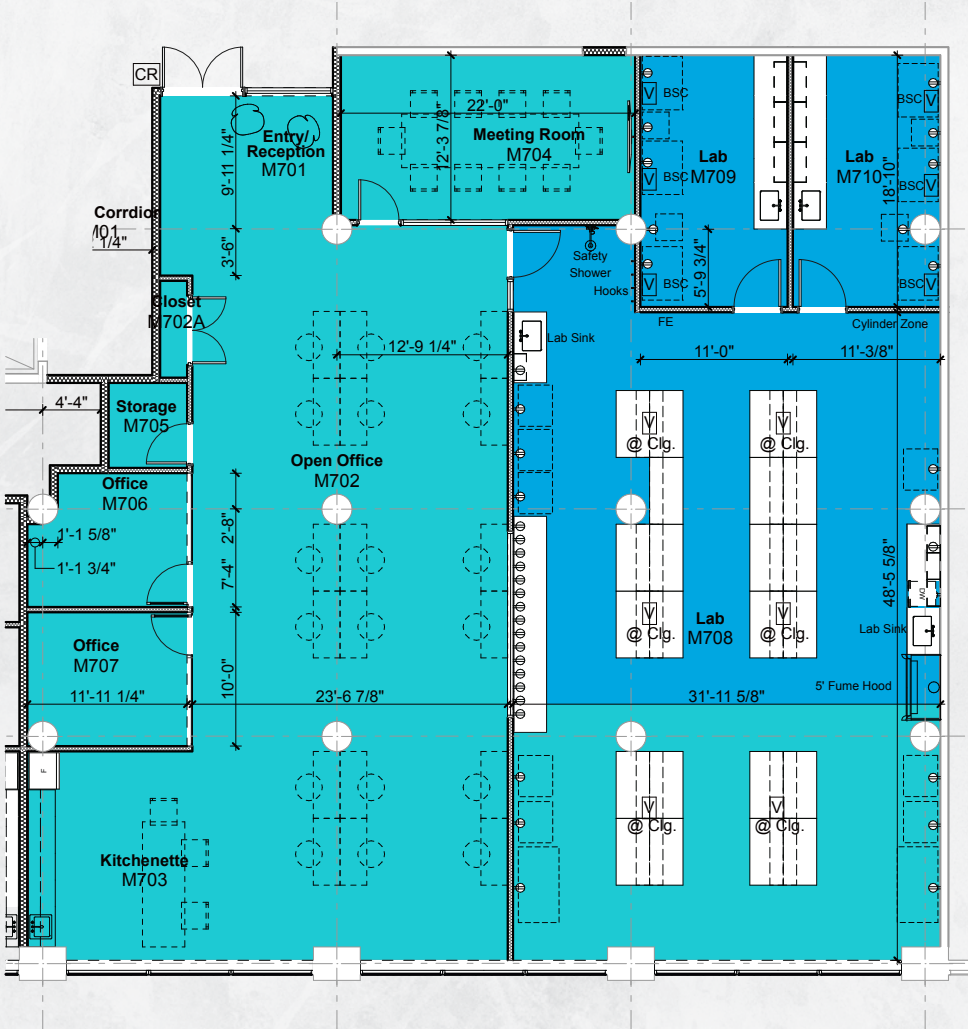 CR
Entry/
Reception
M701
9'-11 1/4"
3'-6"
22'-0"
12'-3 7/8"
Meeting Room
M704
BSC
V
BSC
V
BSC
V
Lab
M709
Lab
M710
BSC
V
BSC
V
BSC
V
18'-10"
5'-9 3/4"
Corrdior
M01
1/4"
Safety
Shower
Hooks
Closet
M702A
FE
Cylinder Zone
Lab Sink
12'-9 1/4"
11'-0"
11'-3/8"
4'-4"
Storage
M705
V
@ Clg.
V
@ Clg.
Open Office
M702
Office
M706
1'-1 5/8"
1'-1 3/4"
2'-8"
7'-4"
48'-5 5/8"
DW
V
@ Clg.
V
@ Clg.
Lab
M708
Lab Sink
Office
M707
11'-11 1/4"
10'-0"
23'-6 7/8"
31'-11 5/8"
5' Fume Hood
F
V
@ Clg.
V
@ Clg.
Kitchenette
M703